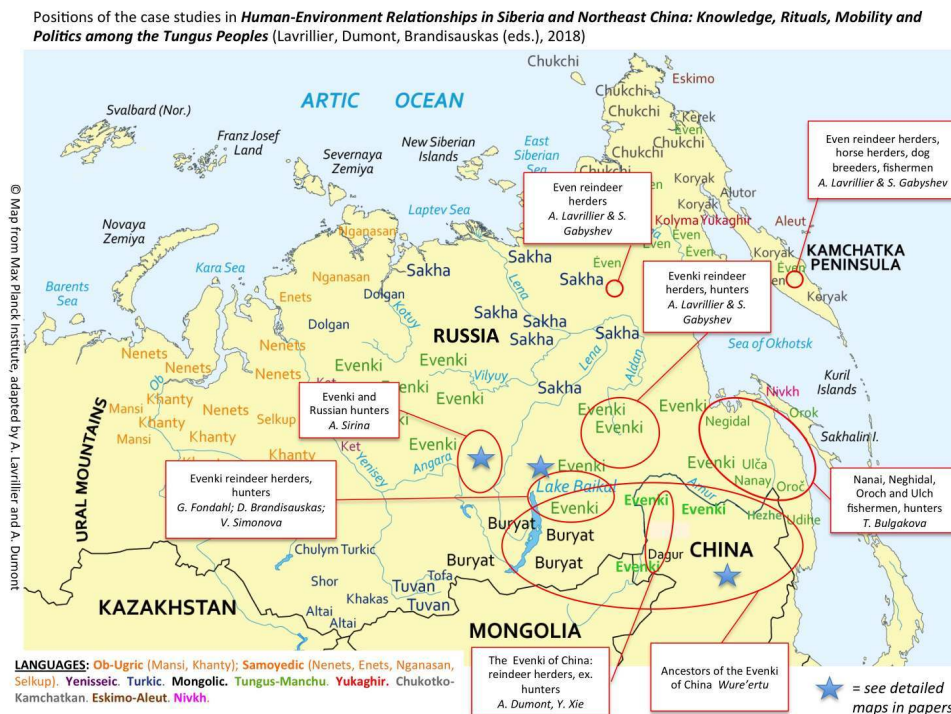 Positions of the case studies in Human-Environment Relationships in Siberia and Northeast China: Knowledge, Rituals, Mobility and
Politics among the Tungus Peoples (Lavrillier, Dumont, Brandisauskas (eds.), 2018)
© Map from Max Planck Institute, adapted by A. Lavrillier and A. Dumont
Chukchi
Eskimo
Chukchi
Svalbard (Nor.)
ARTIC OCEAN
Chukchi
Kerek
Even
Franz Josef
Land
New Siberian
Islands
East
Siberian
Sea
Chukchi
Chukchi
Severnaya
Zemiya
Chukchi
Even reindeer herders,
horse herders, dog
breeders, fishermen
A. Lavrillier & S.
Gabyshev
Koryak
Alutor
Even reindeer
herders
A. Lavrillier & S.
Gabyshev
Koryak
Laptev Sea
Kolyma Yukaghir
Aleut
Novaya
Zemiya
Nganasan
Even
Even
Even
Koryak
KAMCHATKA
PENINSULA
Kara Sea
Sakha
Sakha
Even
Even
Nganasan
Sakha
Barents
Sea
Enets
Dolgan
Lena
Koryak
Evenki reindeer
herders, hunters
A. Lavrillier & S.
Gabyshev
Dolgan
Kotuy
Sakha
Sakha
Sakha
RUSSIA
Sakha
Sea of Okhotsk
Nenets
Nenets
Nenets
Nenets
Evenki
Evenki
Vilyuy
Lena
Aldan
Kuril
Islands
Ob
Khanty
Evenki
Sakha
Nivkh
Mansi
Khanty
Mansi
Nenets
Khanty
Selkup
Khanty
Evenki and
Russian hunters
A. Sirina
Ket
Evenki
Evenki
Evenki
Evenki
Negidal
Orok
Sakhalin I.
URAL MOUNTAINS
Yenisey
Angara
Evenki
Evenki
Ulča
Nanay
Oroč
Evenki reindeer herders,
hunters
G. Fondahl; D. Brandisauskas;
V. Simonova
Lake Baikal
Evenki
Evenki
Amur
Evenki
Hezhe
Udihe
Nanai, Neghidal,
Oroch and Ulch
fishermen, hunters
T. Bulgakova
Buryat
Buryat
Buryat
Buryat
Dagur
Evenki
CHINA
Chulym Turkic
Shor
Khakas
Tofa
Tuvan
Tuvan
Altai
Altai
KAZAKHSTAN
MONGOLIA
LANGUAGES: Ob-Ugric (Mansi, Khanty); Samoyedic (Nenets, Enets, Nganasan,
Selkup). Yenisseic. Turkic. Mongolic. Tungus-Manchu. Yukaghir. Chukotko-
Kamchatkan. Eskimo-Aleut. Nivkh.
The Evenki of China:
reindeer herders, ex.
hunters
A. Dumont, Y. Xie
Ancestors of the Evenki
of China Wure'ertu
= see detailed
maps in papers